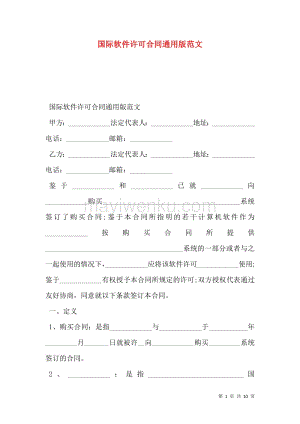 国际软件许可合同通用版范文
国际软件许可合同通用版范文
甲方：__________法定代表人：__________地址：__________
电话：__________邮箱：__________
乙方：__________法定代表人：__________地址：__________
电话：__________邮箱：__________
鉴于__________和__________已就__________向
__________购买__________系统
签订了购买合同;鉴于本合同所指明的若干计算机软件作为
__________按购买合同所提供
__________系统的一部分或者与之
一起使用的情况下,__________应将该软件许可__________使用;
鉴于__________有权授予本合同所规定的许可;双方授权代表通过
友好协商，同意就以下条款签订本合同。
一、定义
1、购买合同：是指__________与__________于__________年
__________月__________日就被许__向__________购买__________系统
签订的合同。
2、__________：是指__________国
mayiwenku.com
第 1 页 共 10 页